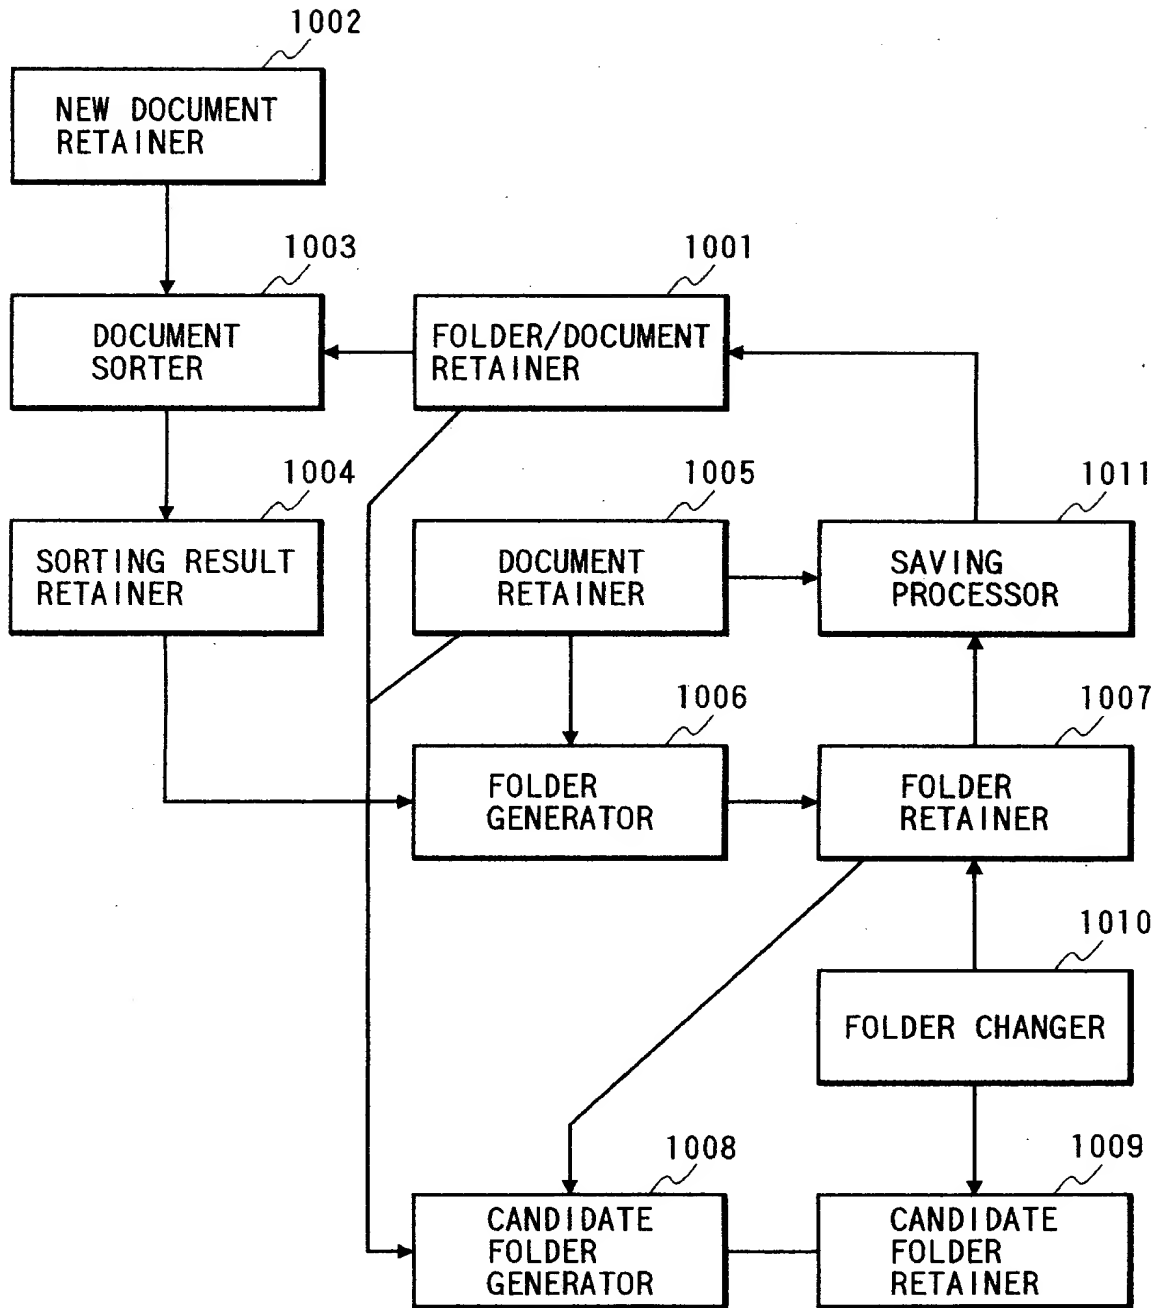 1002
NEW DOCUMENT
RETAINER
1003
1001
DOCUMENT
SORTER
FOLDER/DOCUMENT
RETAINER
1004
1005
1011
SORTING RESULT
RETAINER
DOCUMENT
RETAINER
SAVING
PROCESSOR
1006
1007
FOLDER
GENERATOR
FOLDER
RETAINER
1010
FOLDER CHANGER
1008
1009
CANDIDATE
FOLDER
GENERATOR
CANDIDATE
FOLDER
RETAINER